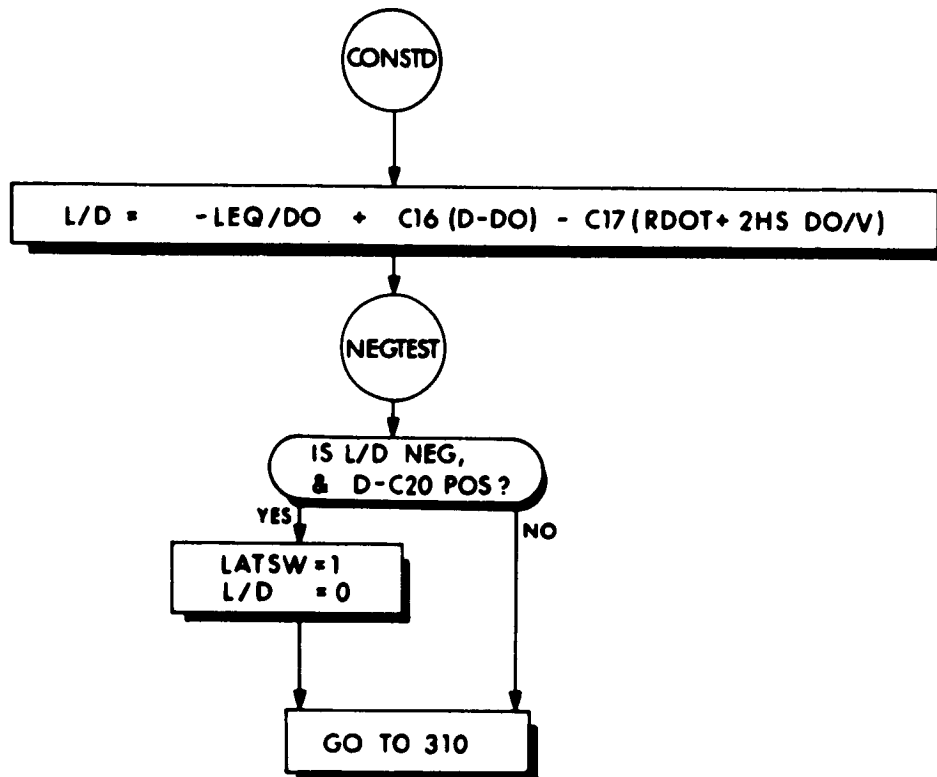 CONSTD
L/D = -LEQ/DO + C16 (D-DO) - C17 (RDOT+ 2HS DO/V)
NEGTEST
IS L/D NEG,
& D-C20 POS?
YES
NO
LATSW =1
L/D = 0
GO TO 310